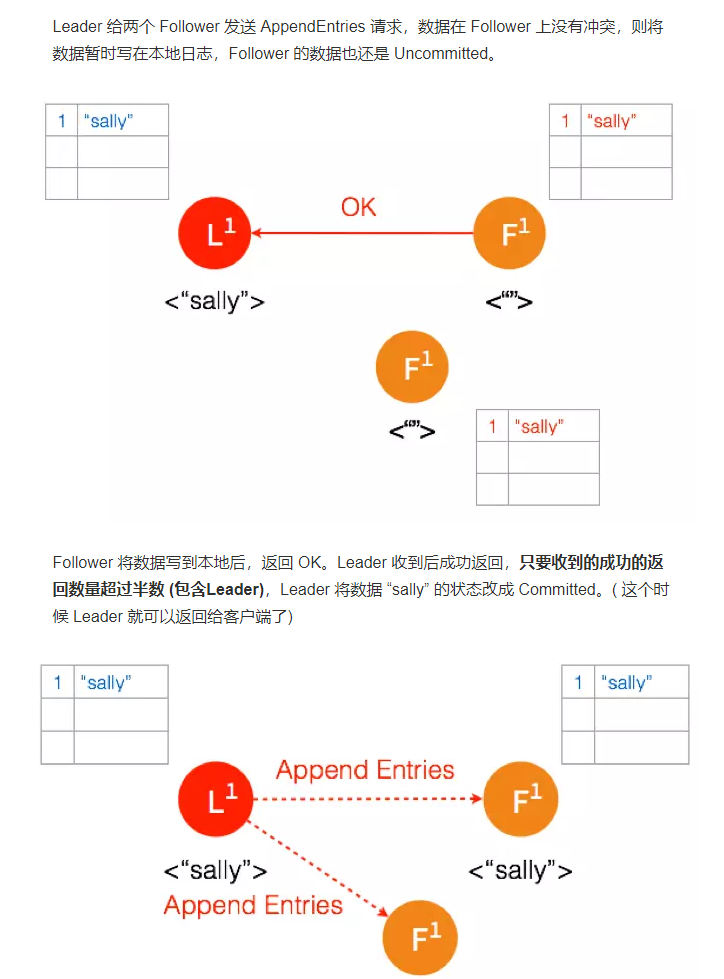 Leader 给两个 Follower 发送 AppendEntries 请求，数据在 Follower 上没有冲突，则将
数据暂时写在本地日志，Follower 的数据也还是 Uncommitted。
1 “sally”
1 “sally”
OK
L1
F1
<“sally”>
<“”>
F1
<“”>
1 “sally”
Follower 将数据写到本地后，返回 OK。Leader 收到后成功返回，只要收到的成功的返
回数量超过半数 (包含Leader)，Leader 将数据 “sally” 的状态改成 Committed。( 这个时
候 Leader 就可以返回给客户端了)
1 “sally”
1 “sally”
Append Entries
L1
F1
<“sally”>
<“sally”>
Append Entries
F1